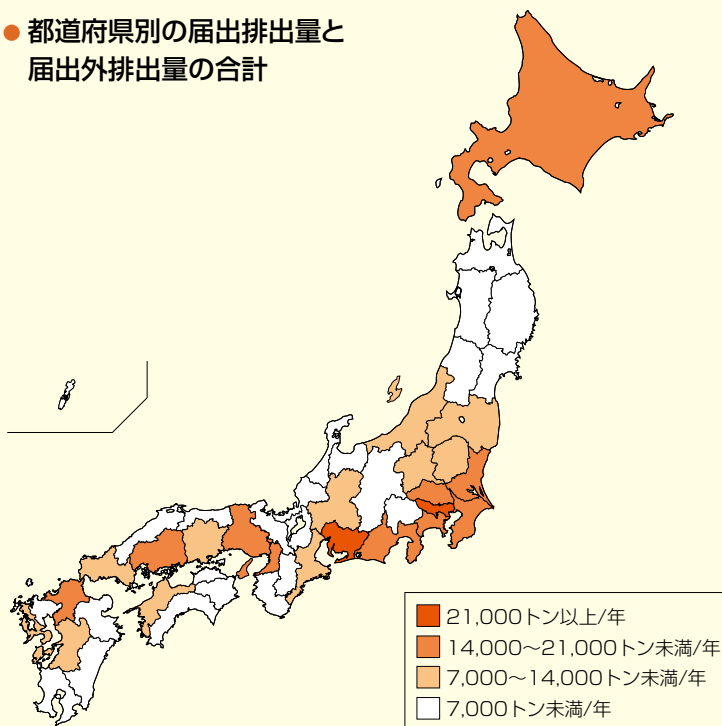 都道府県別の届出排出量と
届出外排出量の合計
21,000トン以上/年
14,000〜21,000トン未満/年
7,000〜14,000トン未満/年
7,000トン未満/年